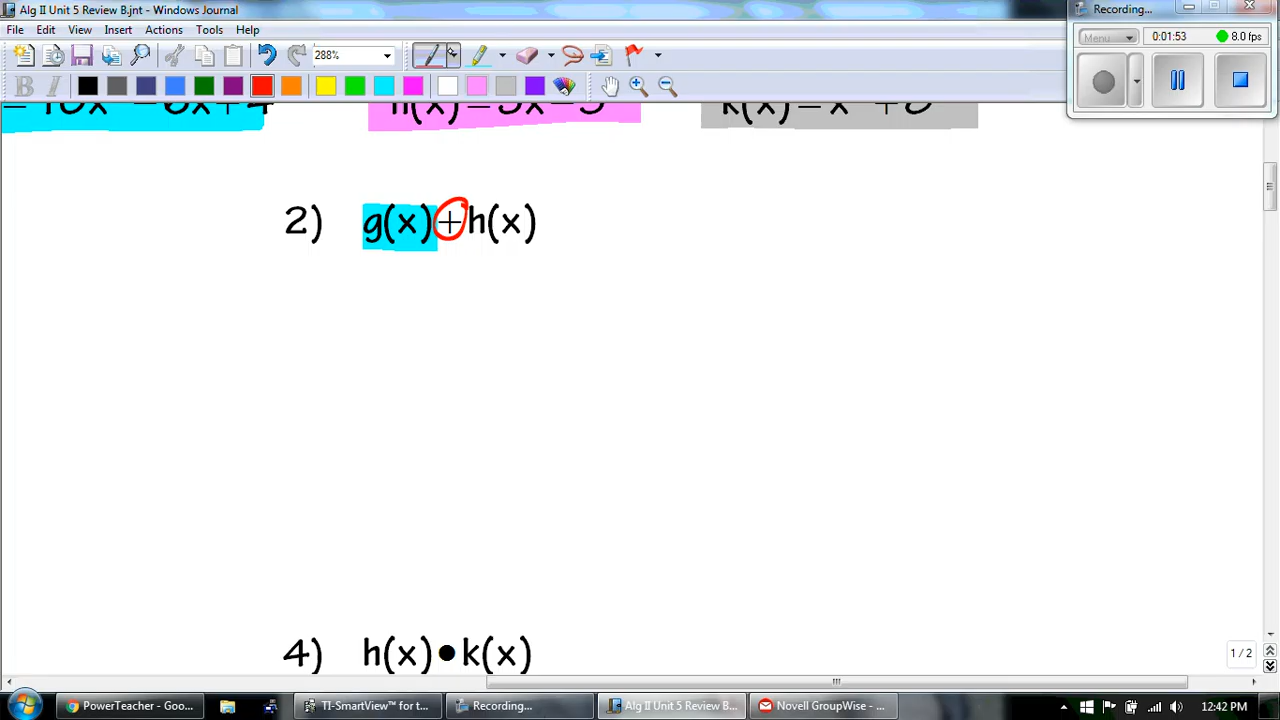 Alg II Unit 5 Review B.jnt - Windows Journal
Recording...
File Edit View Insert Actions Tools Help
Menu
0:01:53
8.0 fps
288%
B I
2) g(x)+h(x)
4) h(x)•k(x)
1 / 2
PowerTeacher - Goo...
TI-SmartView™ for t...
Recording...
Alg II Unit 5 Review B...
Novell GroupWise - ...
12:42 PM